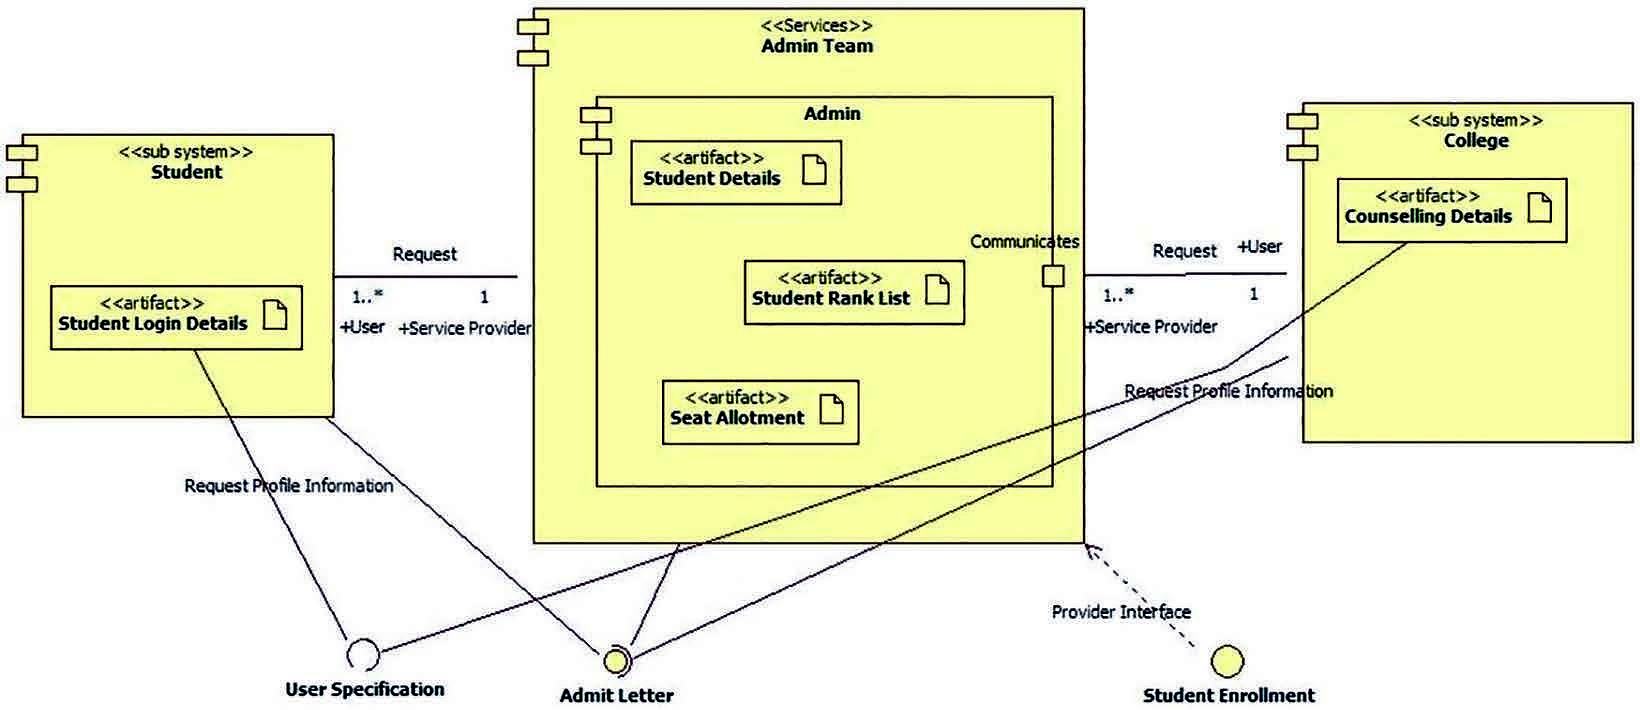 <<Services>>
Admin Team
Admin
<<artifact>>
Student Details
Communicates
<<artifact>>
Student Rank List
<<artifact>>
Seat Allotment
<<sub system>>
Student
<<artifact>>
Student Login Details
Request
1..* 1
+User +Service Provider
<<sub system>>
College
<<artifact>>
Counselling Details
Request +User
1..* 1
+Service Provider
Request Profile Information
Request Profile Information
Provider Interface
User Specification
Admit Letter
Student Enrollment